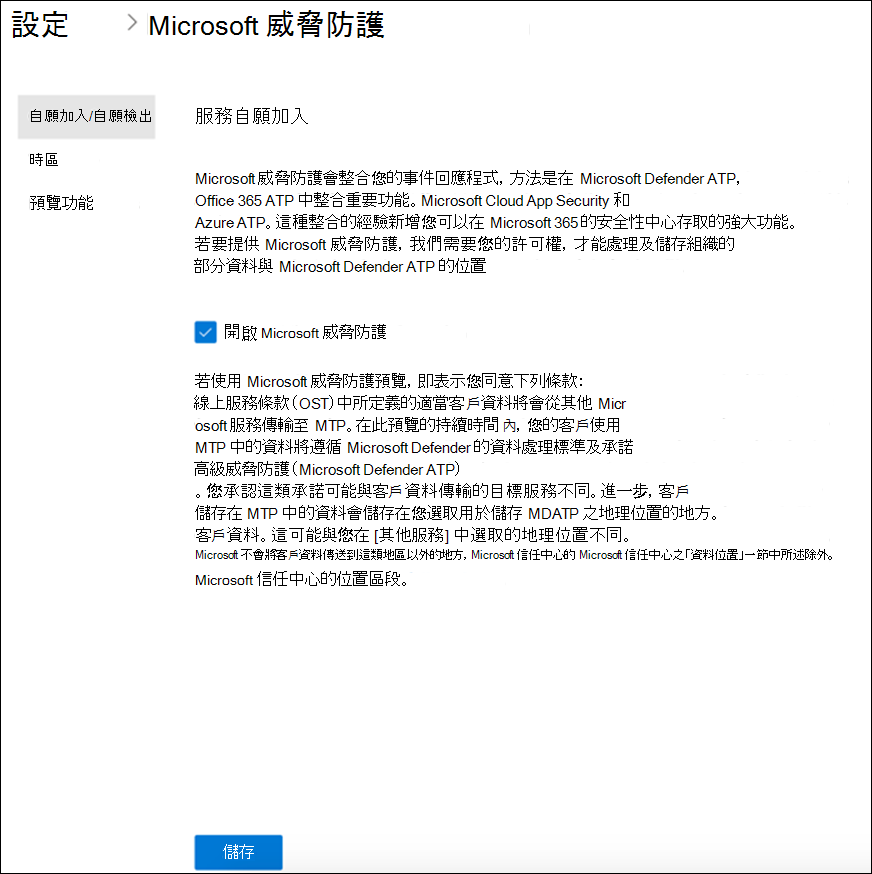 設定 > Microsoft 威脅防護
自願加入/自願檢出
時區
預覽功能
服務自願加入
Microsoft 威脅防護會整合您的事件回應程式, 方法是在 Microsoft Defender ATP,
Office 365 ATP 中整合重要功能。Microsoft Cloud App Security 和
Azure ATP。這種整合的經驗新增您可以在 Microsoft 365 的安全性中心存取的強大功能。
若要提供 Microsoft 威脅防護, 我們需要您的許可權, 才能處理及儲存組織的
部分資料與 Microsoft Defender ATP 的位置
開啟 Microsoft 威脅防護
若使用 Microsoft 威脅防護預覽, 即表示您同意下列條款:
線上服務條款 (OST) 中所定義的適當客戶資料將會從其他 Micr
osoft 服務傳輸至 MTP。在此預覽的持續時間內, 您的客戶使用
MTP 中的資料將遵循 Microsoft Defender 的資料處理標準及承諾
高級威脅防護 (Microsoft Defender ATP)
。您承認這類承諾可能與客戶資料傳輸的目標服務不同。進一步, 客戶
儲存在 MTP 中的資料會儲存在您選取用於儲存 MDATP 之地理位置的地方。
客戶資料。這可能與您在 [其他服務] 中選取的地理位置不同。
Microsoft 不會將客戶資料傳送到這類地區以外的地方, Microsoft 信任中心的 Microsoft 信任中心之「資料位置」一節中所述除外。
Microsoft 信任中心的位置區段。
儲存